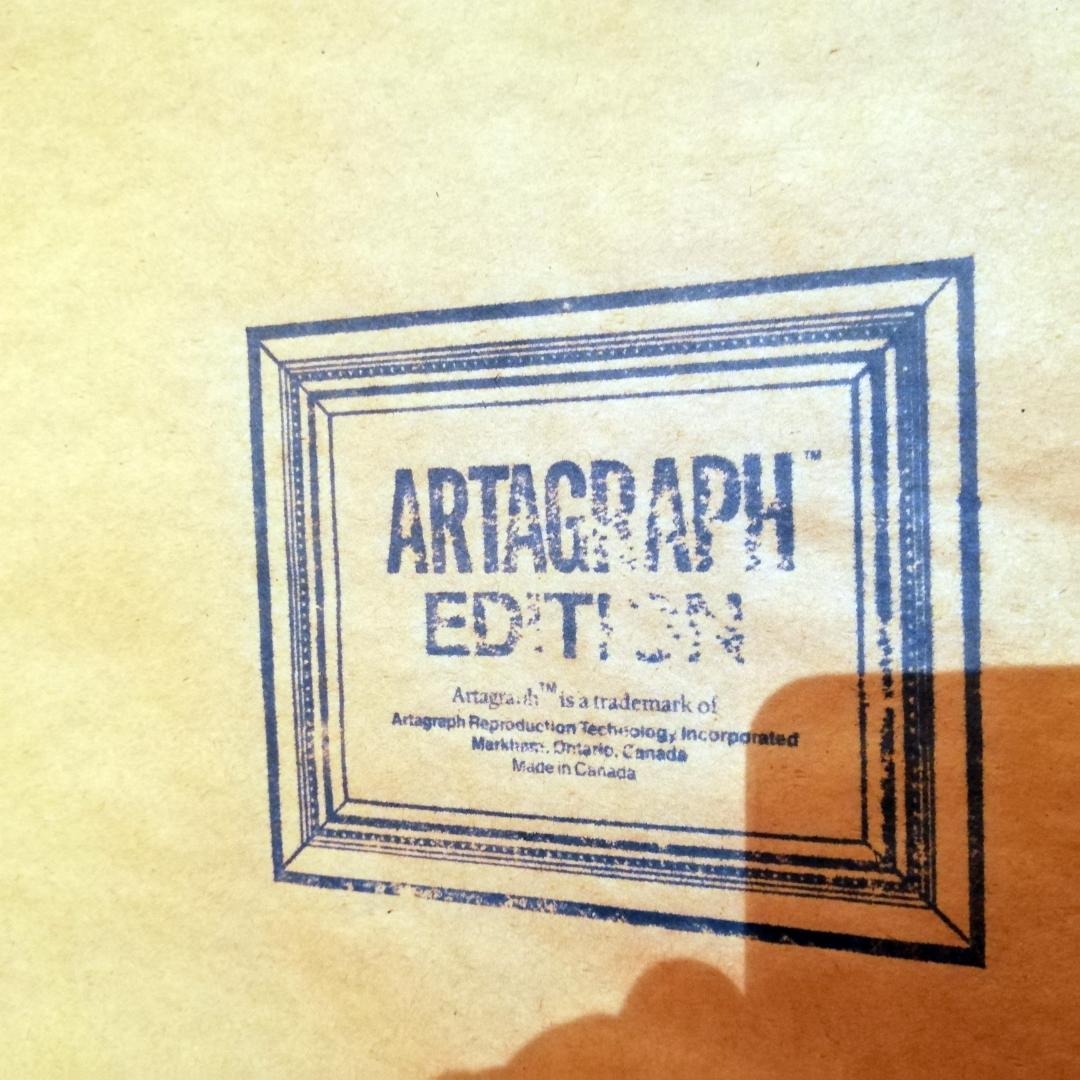 ARTAGRAPH™
EDITION
Artagraph™ is a trademark of
Artagraph Reproduction Technology Incorporated
Markham, Ontario, Canada
Made in Canada